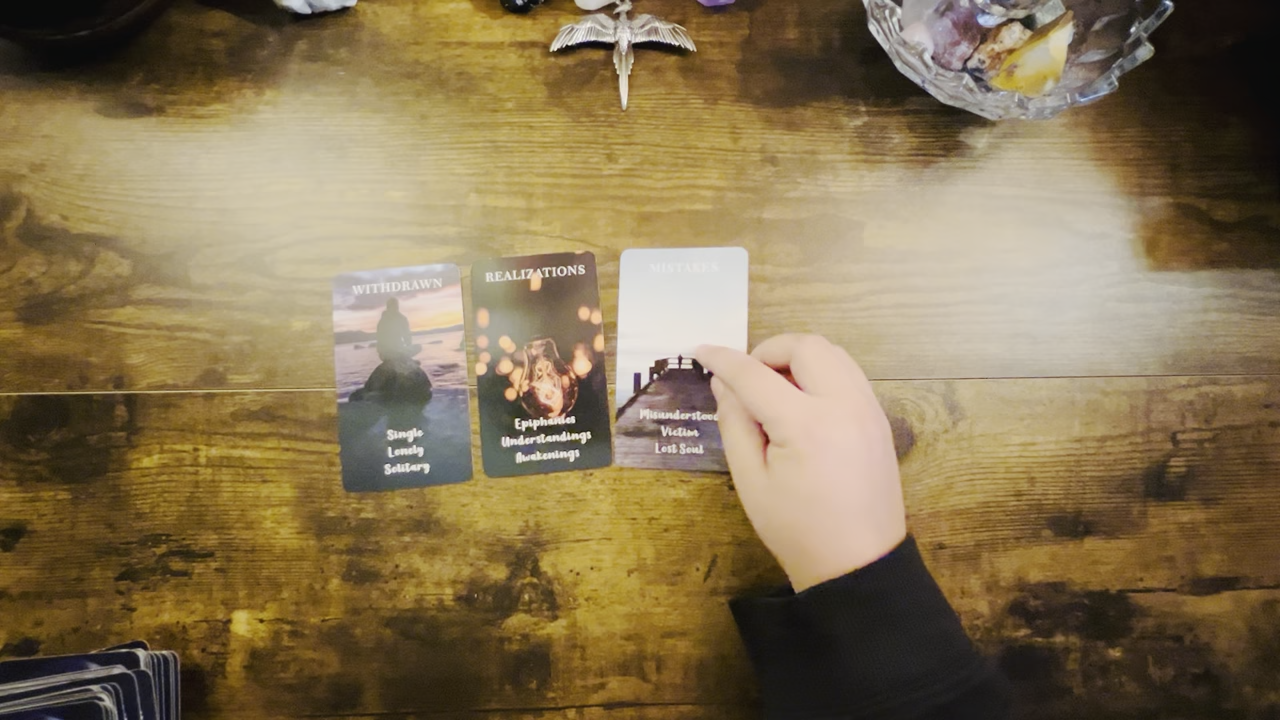 WITHDRAWN
Single
Lonely
Solitary
REALIZATIONS
Epiphanies
Understandings
Awakenings
MISTAKES
Misunderstood
Victim
Lost Soul